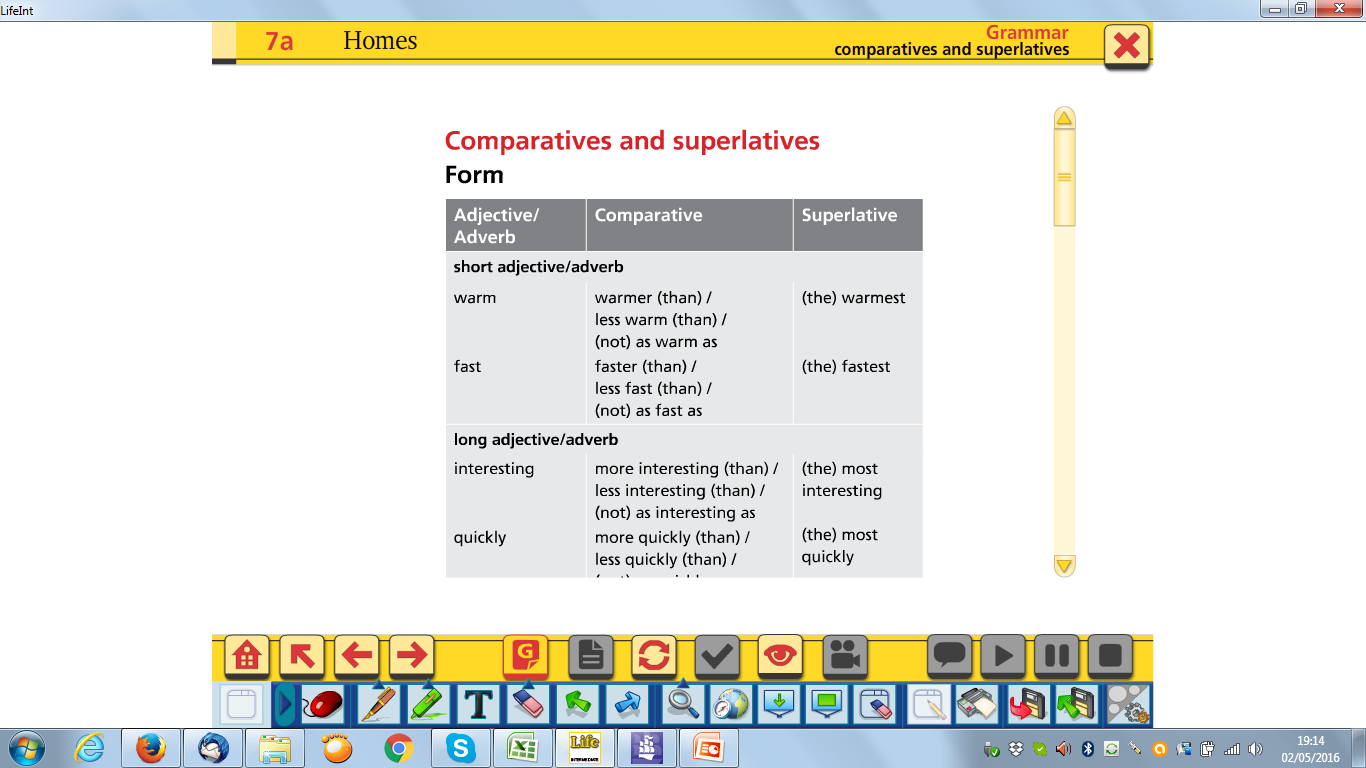 LifeInt
7a Homes
Grammar
comparatives and superlatives
Comparatives and superlatives
Form
Adjective/ Comparative Superlative
Adverb
short adjective/adverb
warm warmer (than) / (the) warmest
less warm (than) /
(not) as warm as
fast faster (than) / (the) fastest
less fast (than) /
(not) as fast as
long adjective/adverb
interesting more interesting (than) / (the) most
less interesting (than) / interesting
(not) as interesting as
quickly more quickly (than) / (the) most
less quickly (than) / quickly
G
T
Life
INTERMEDIATE
19:14
02/05/2016